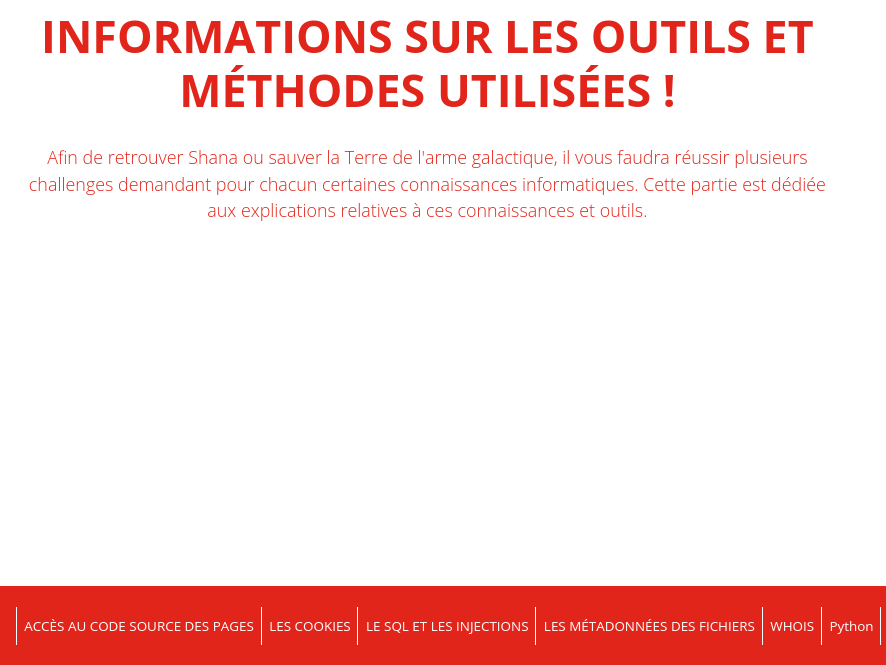 INFORMATIONS SUR LES OUTILS ET
MÉTHODES UTILISÉES !
Afin de retrouver Shana ou sauver la Terre de l'arme galactique, il vous faudra réussir plusieurs
challenges demandant pour chacun certaines connaissances informatiques. Cette partie est dédiée
aux explications relatives à ces connaissances et outils.
ACCÈS AU CODE SOURCE DES PAGES LES COOKIES LE SQL ET LES INJECTIONS LES MÉTADONNÉES DES FICHIERS WHOIS Python